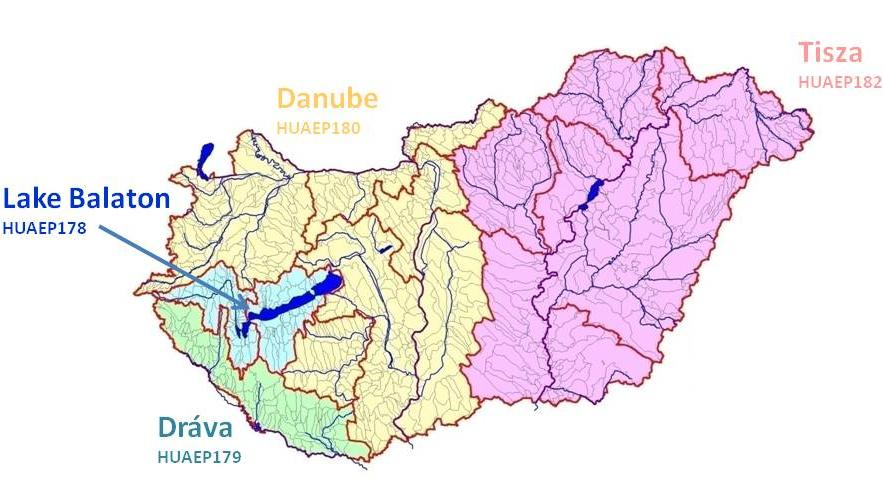 Tisza
HUAEP182
Danube
HUAEP180
Lake Balaton
HUAEP178
Dráva
HUAEP179